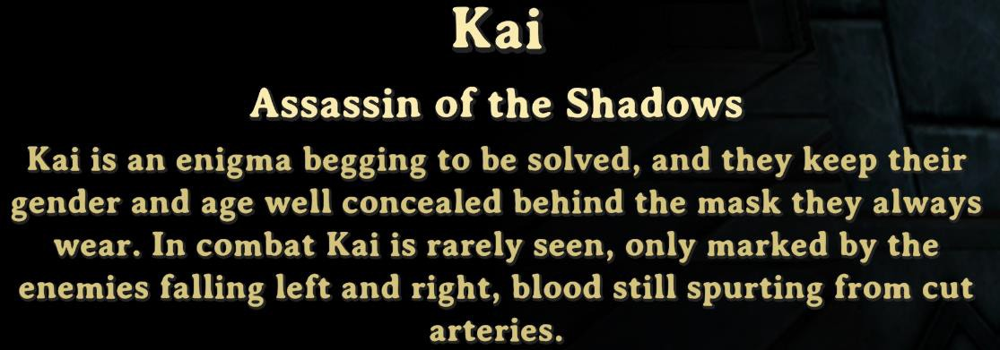 Kai
Assassin of the Shadows
Kai is an enigma begging to be solved, and they keep their
gender and age well concealed behind the mask they always
wear. In combat Kai is rarely seen, only marked by the
enemies falling left and right, blood still spurting from cut
arteries.